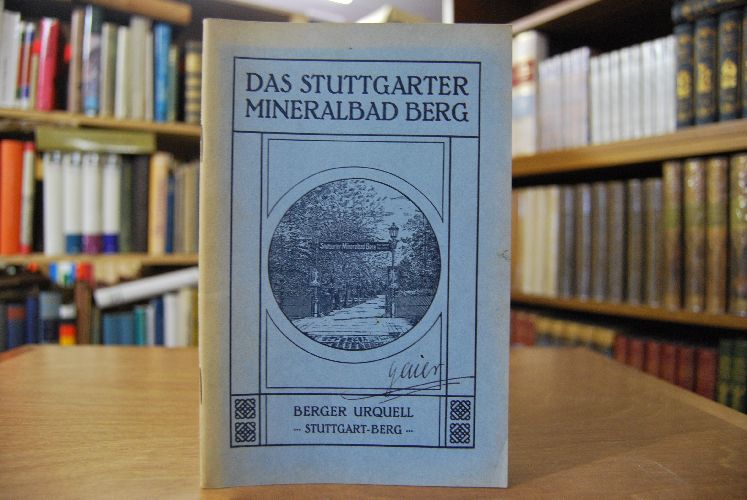 DAS STUTTGARTER
MINERALBAD BERG
Stuttgarter Mineralbad Berg
gaier
BERGER URQUELL
-- STUTTGART-BERG --